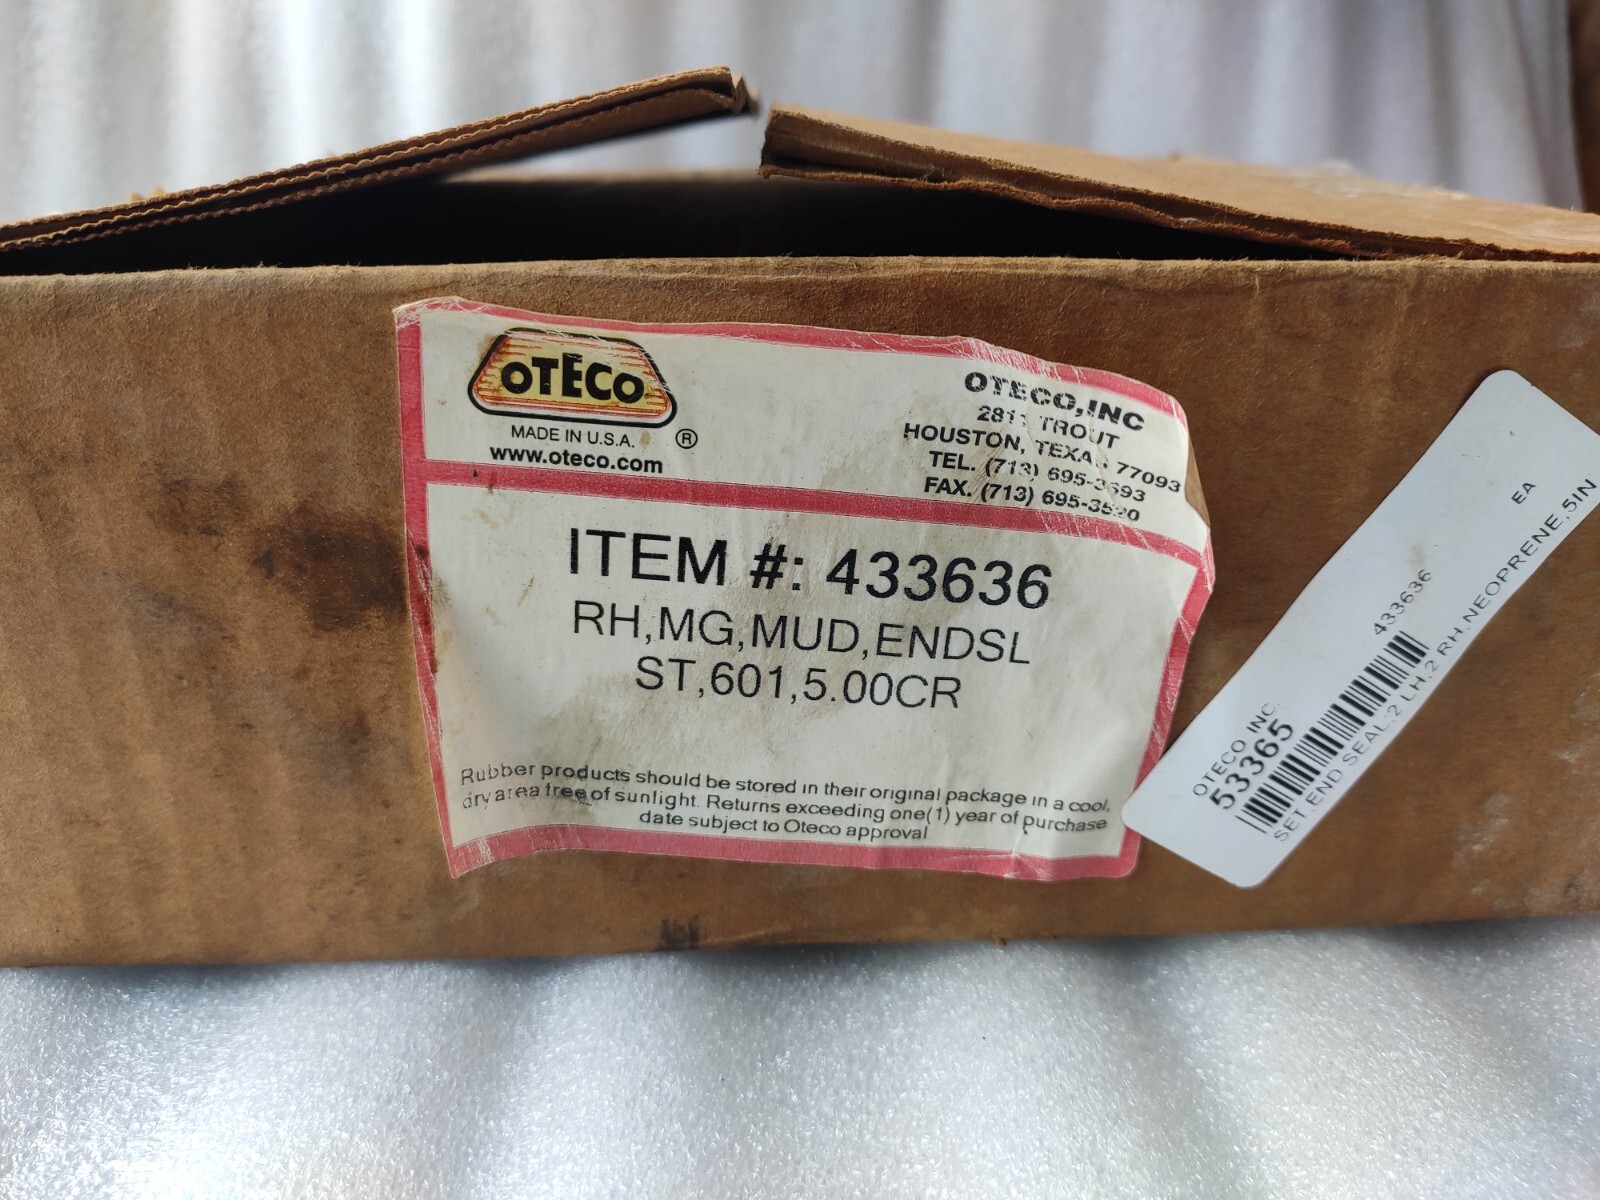 OTECO
MADE IN U.S.A. ®
www.oteco.com
OTECO,INC
2811 TROUT
HOUSTON, TEXAS 77093
TEL. (713) 695-3693
FAX. (713) 695-3520
ITEM #: 433636
RH,MG,MUD,ENDSL
ST,601,5.00CR
Rubber products should be stored in their original package in a cool,
dry area free of sunlight. Returns exceeding one(1) year of purchase
date subject to Oteco approval
OTECO INC.
53365
433636
EA
SET,END SEAL,2 LH,2 RH,NEOPRENE,5IN